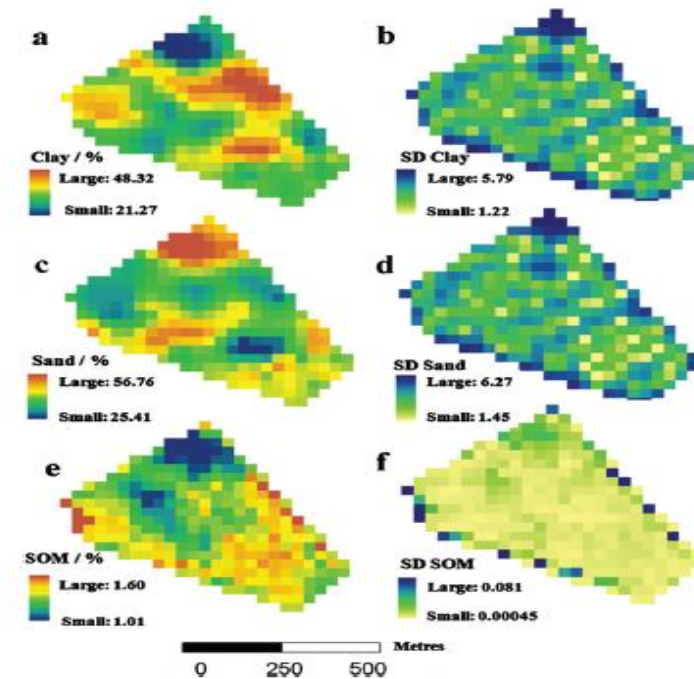 a
b
Clay / %
Large: 48.32
Small: 21.27
SD Clay
Large: 5.79
Small: 1.22
c
d
Sand / %
Large: 56.76
Small: 25.41
SD Sand
Large: 6.27
Small: 1.45
e
f
SOM / %
Large: 1.60
Small: 1.01
SD SOM
Large: 0.081
Small: 0.00045
Metres
0 250 500